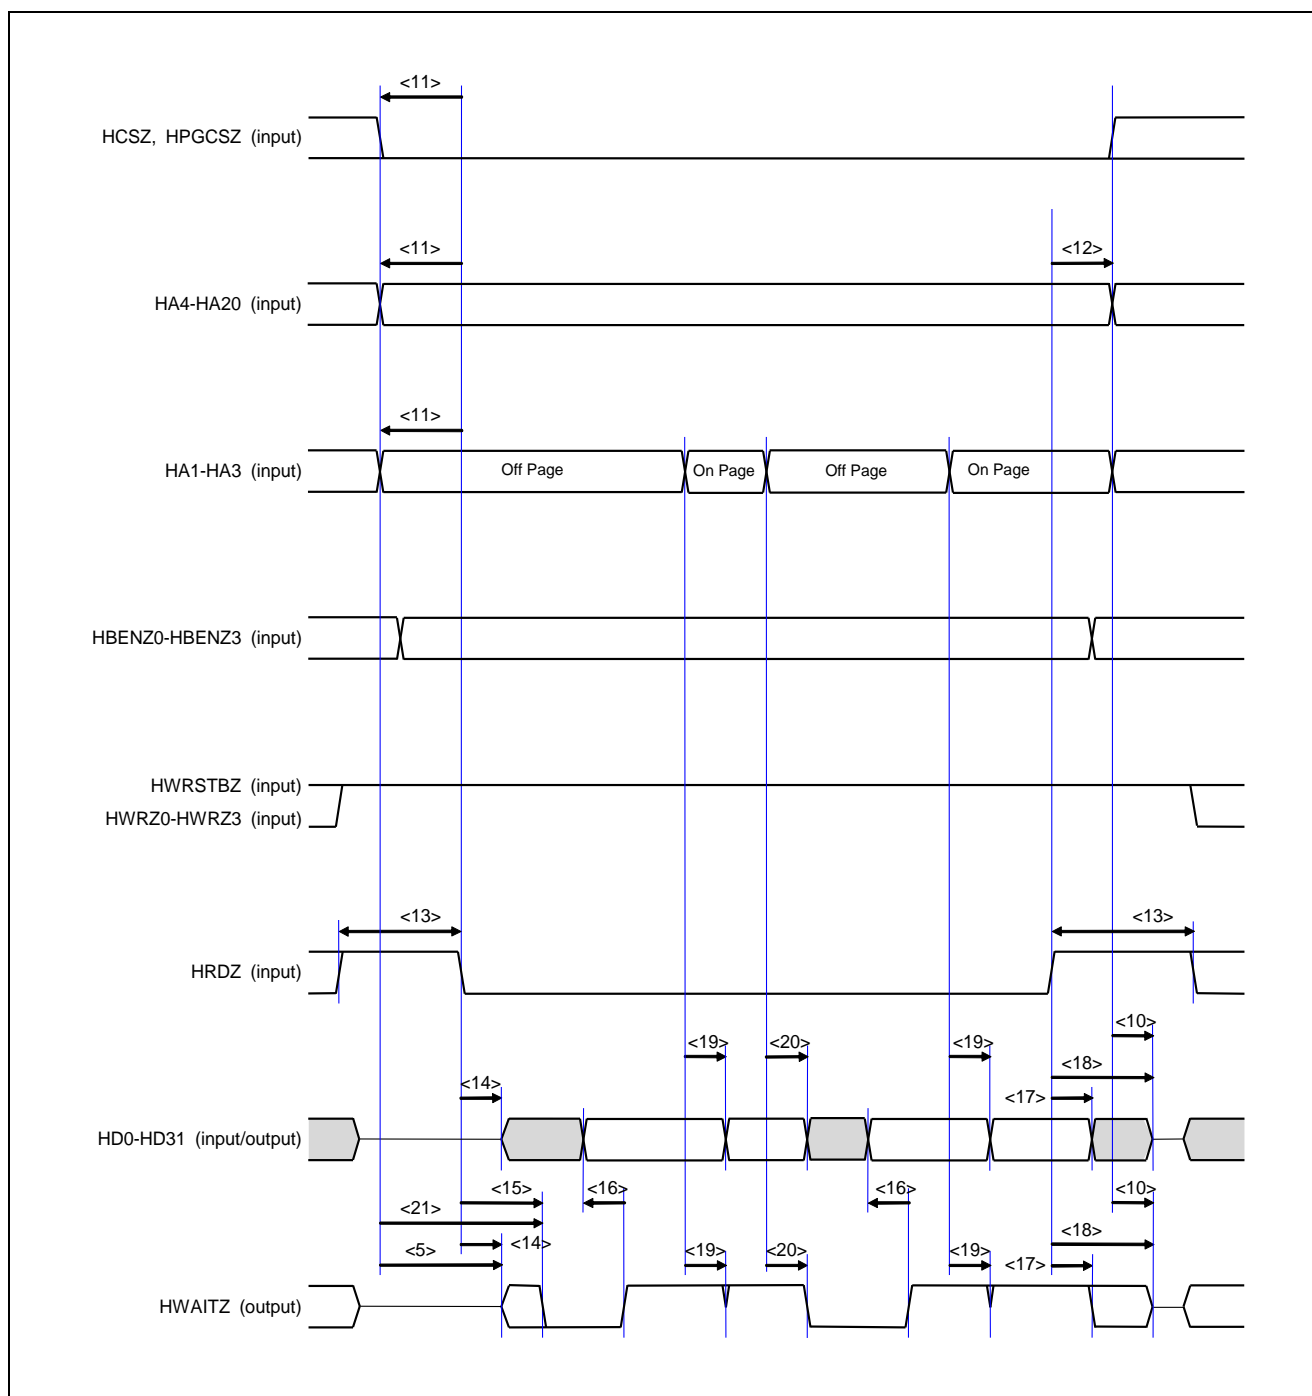 <11>
HCSZ, HPGCSZ (input)
<11>
<12>
HA4-HA20 (input)
<11>
HA1-HA3 (input)
Off Page
On Page
Off Page
On Page
HBENZ0-HBENZ3 (input)
HWRSTBZ (input)
HWRZ0-HWRZ3 (input)
<13>
<13>
HRDZ (input)
<10>
<19>
<20>
<19>
<18>
<14>
<17>
HD0-HD31 (input/output)
<15>
<16>
<16>
<10>
<21>
<18>
<5>
<14>
<19>
<20>
<19>
<17>
HWAITZ (output)